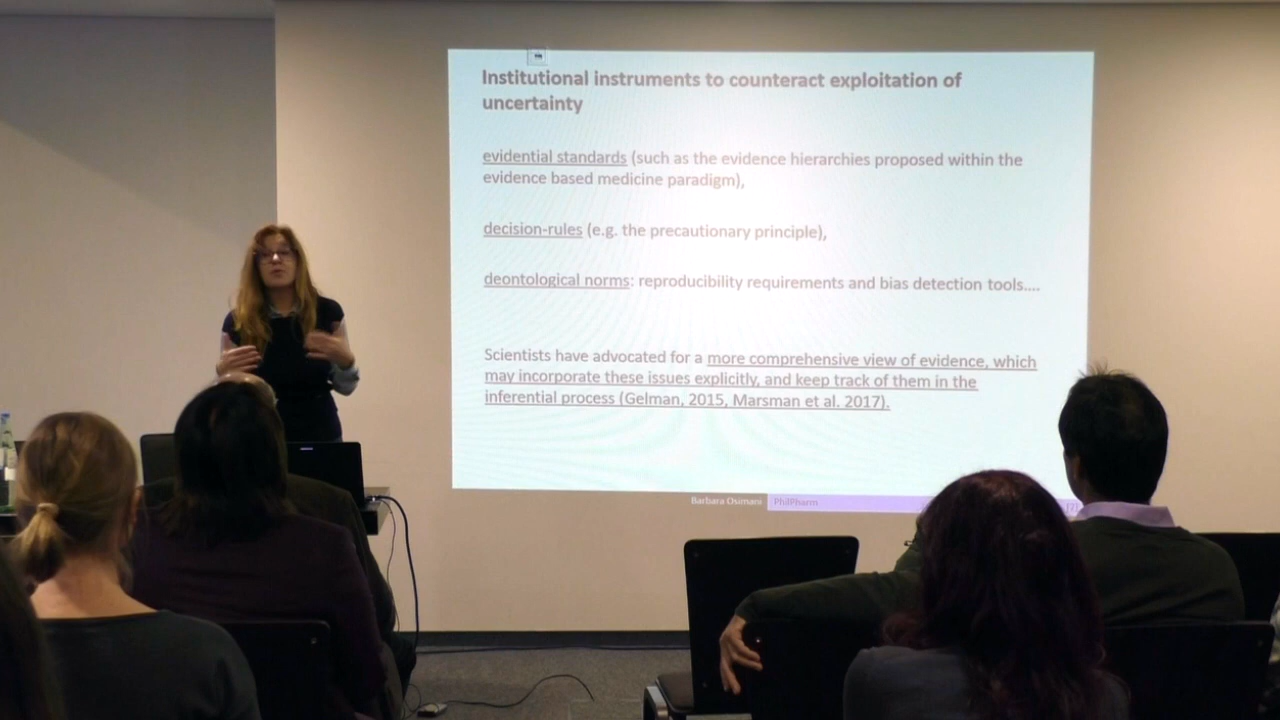 Institutional instruments to counteract exploitation of
uncertainty
evidential standards (such as the evidence hierarchies proposed within the
evidence based medicine paradigm),
decision-rules (e.g. the precautionary principle),
deontological norms: reproducibility requirements and bias detection tools....
Scientists have advocated for a more comprehensive view of evidence, which
may incorporate these issues explicitly, and keep track of them in the
inferential process (Gelman, 2015, Marsman et al. 2017).
Barbara Osimani PhilPharm